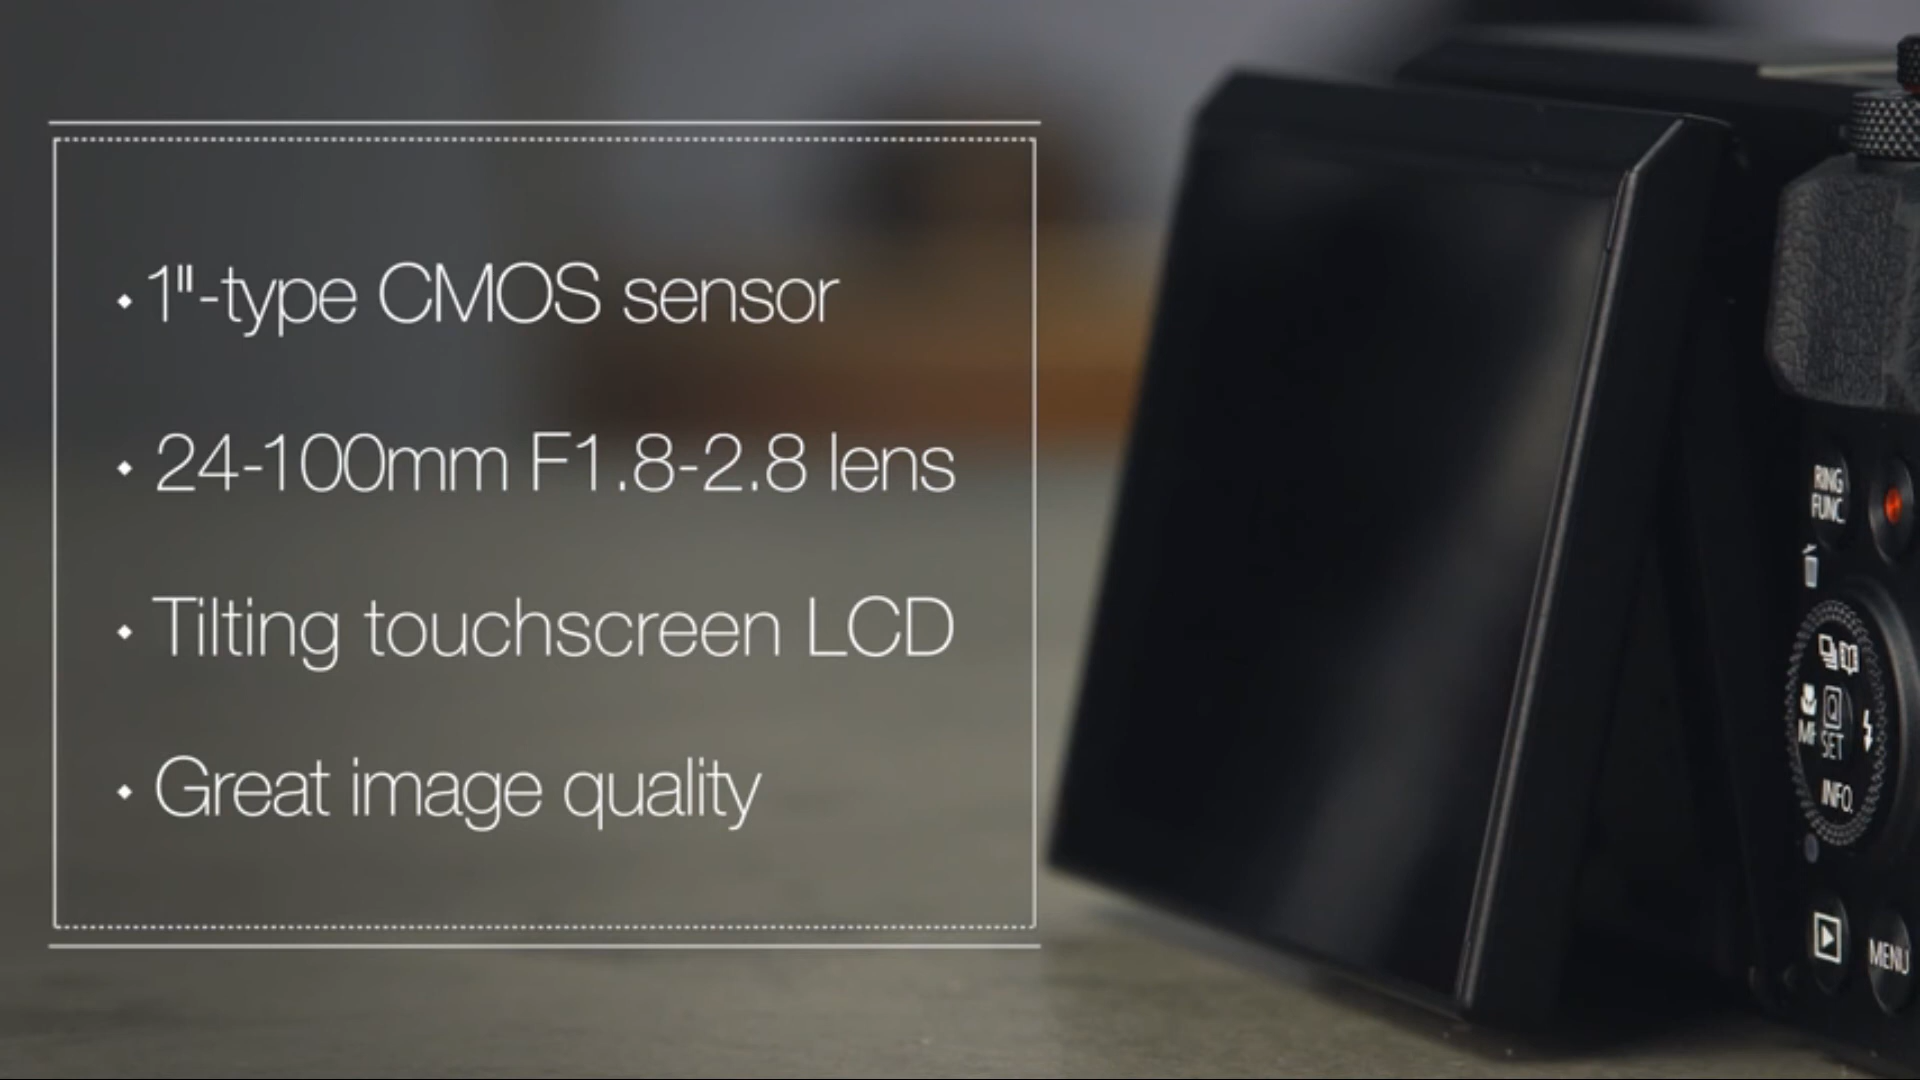 • 1"-type CMOS sensor
• 24-100mm F1.8-2.8 lens
• Tilting touchscreen LCD
• Great image quality
RING
FUNC.
MF
SET
INFO.
MENU